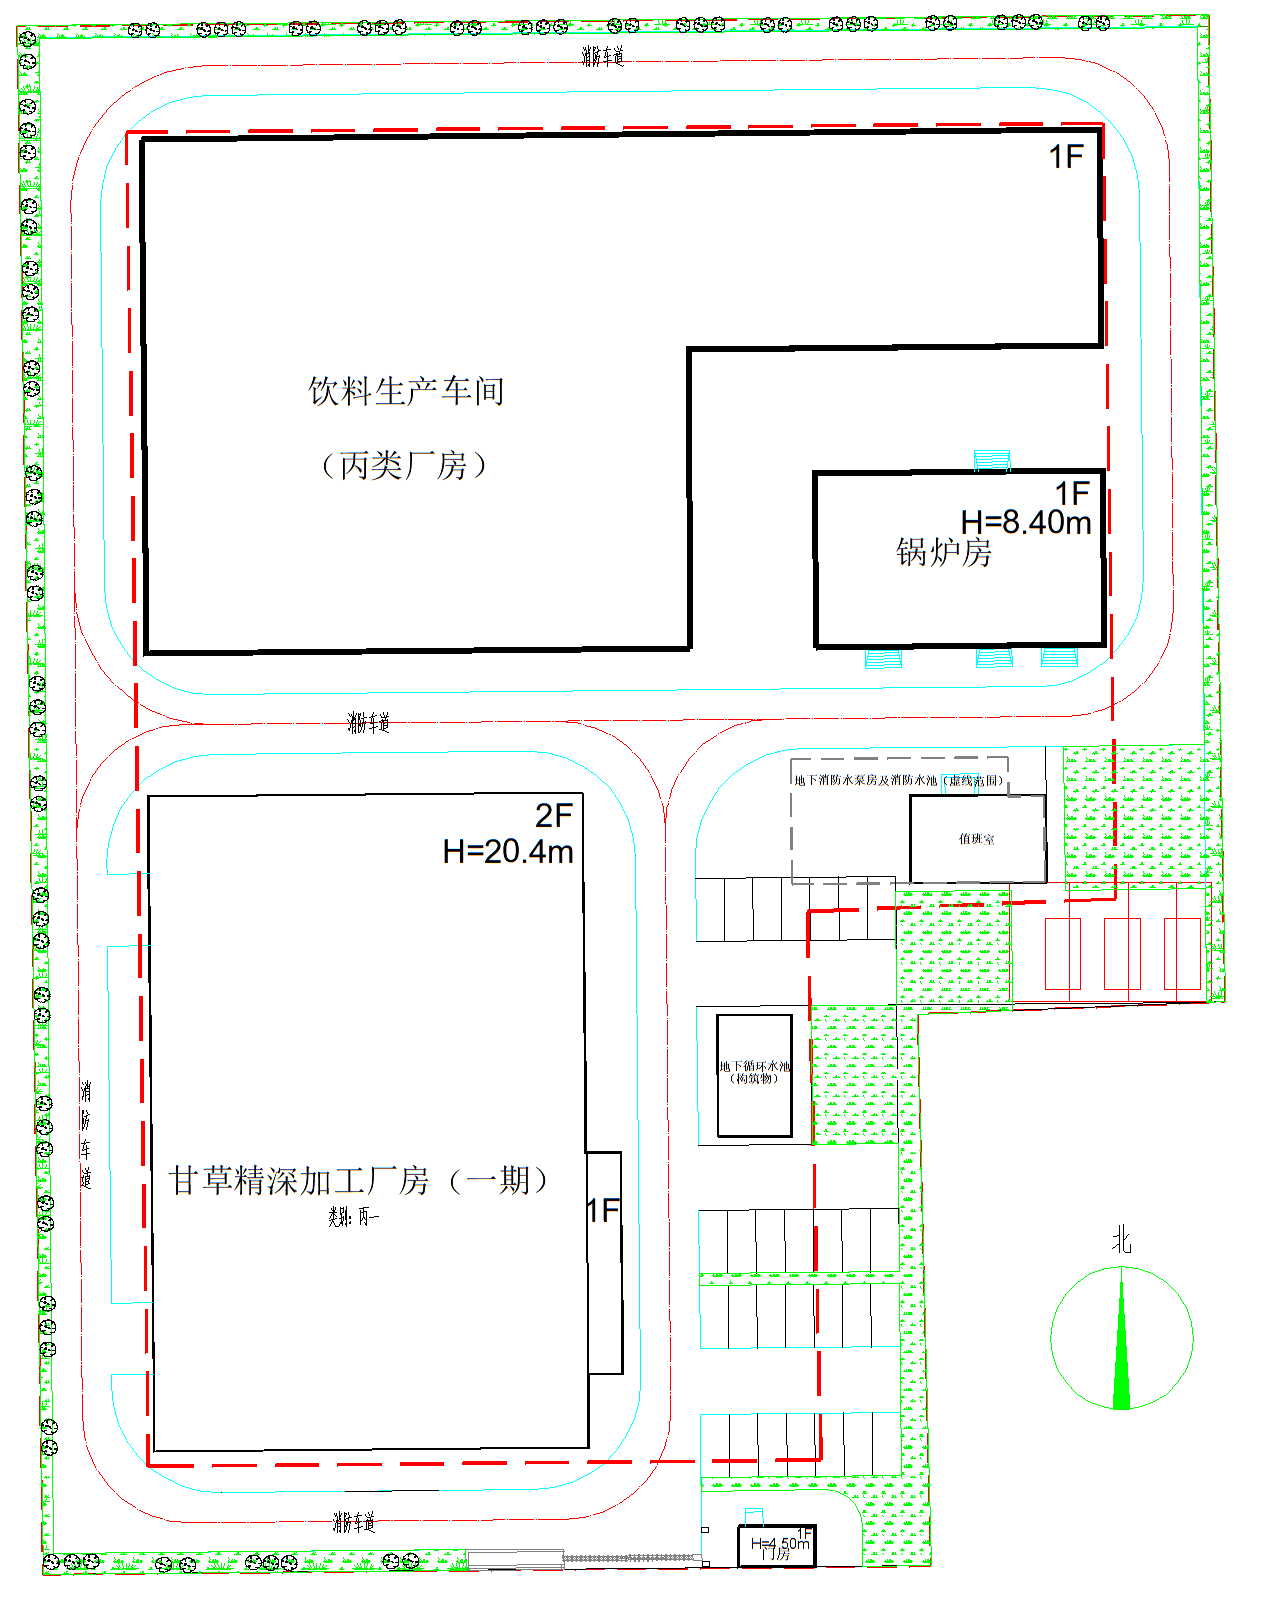 消防车道
1F
饮料生产车间
（丙类厂房）
1F
H=8.40m
锅炉房
消防车道
地下消防水泵房及消防水池（虚线范围）
值班室
2F
H=20.4m
地下循环水池
（构筑物）
消防车道
甘草精深加工厂房（一期）
类别：丙一
1F
北
消防车道
1F
H=4.50m
门房